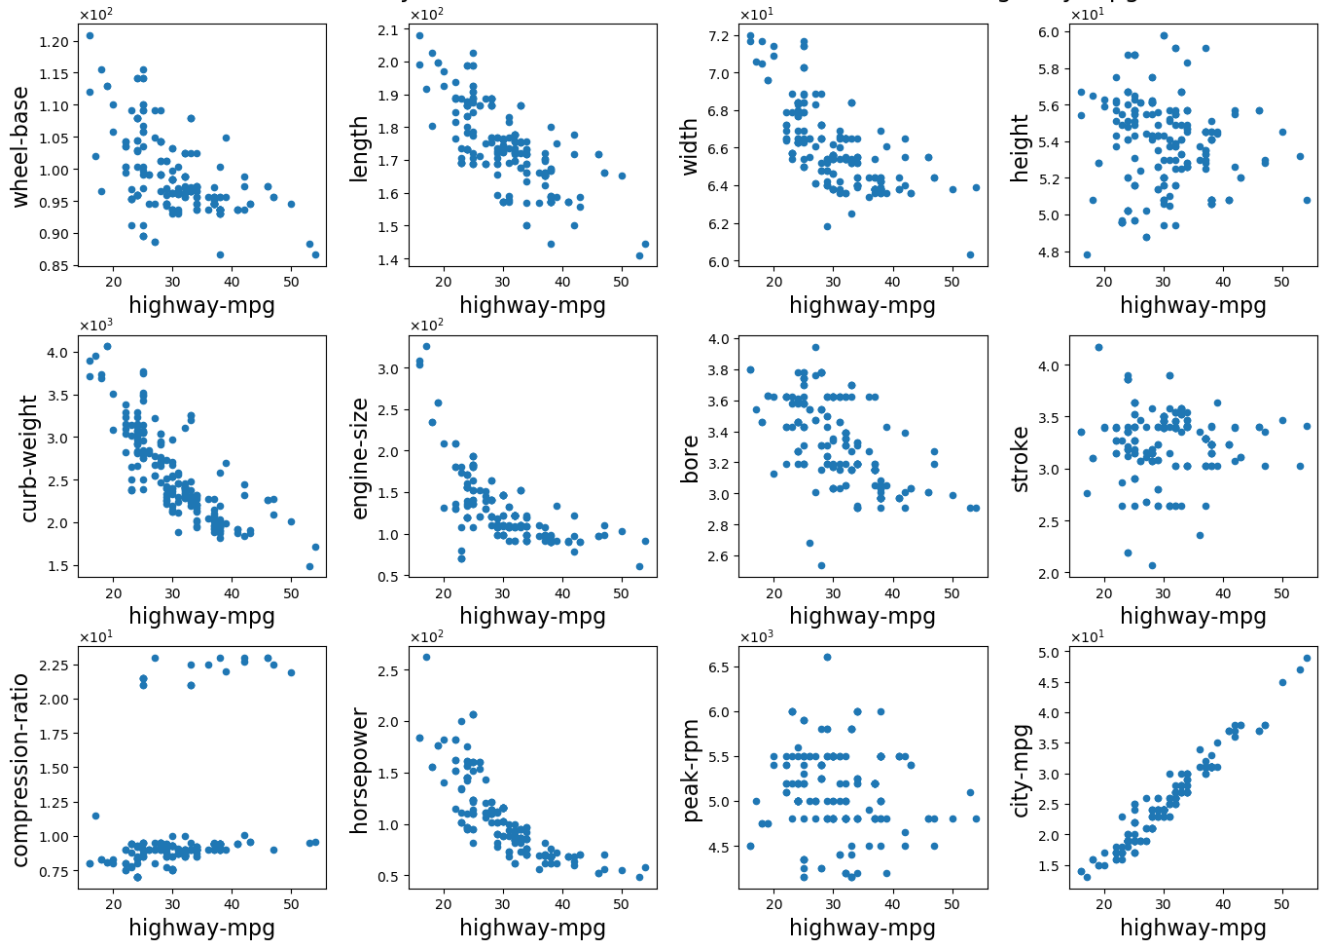 ×10²
1.20
1.15
1.10
1.05
1.00
0.95
0.90
0.85
wheel-base
20 30 40 50
highway-mpg
×10²
2.1
2.0
1.9
1.8
1.7
1.6
1.5
1.4
length
20 30 40 50
highway-mpg
×10¹
7.2
7.0
6.8
6.6
6.4
6.2
6.0
width
20 30 40 50
highway-mpg
×10¹
6.0
5.8
5.6
5.4
5.2
5.0
4.8
height
20 30 40 50
highway-mpg
×10³
4.0
3.5
3.0
2.5
2.0
1.5
curb-weight
20 30 40 50
highway-mpg
×10²
3.0
2.5
2.0
1.5
1.0
0.5
engine-size
20 30 40 50
highway-mpg
4.0
3.8
3.6
3.4
3.2
3.0
2.8
2.6
bore
20 30 40 50
highway-mpg
4.0
3.5
3.0
2.5
2.0
stroke
20 30 40 50
highway-mpg
×10¹
2.25
2.00
1.75
1.50
1.25
1.00
0.75
compression-ratio
20 30 40 50
highway-mpg
×10²
2.5
2.0
1.5
1.0
0.5
horsepower
20 30 40 50
highway-mpg
×10³
6.5
6.0
5.5
5.0
4.5
peak-rpm
20 30 40 50
highway-mpg
×10¹
5.0
4.5
4.0
3.5
3.0
2.5
2.0
1.5
city-mpg
20 30 40 50
highway-mpg